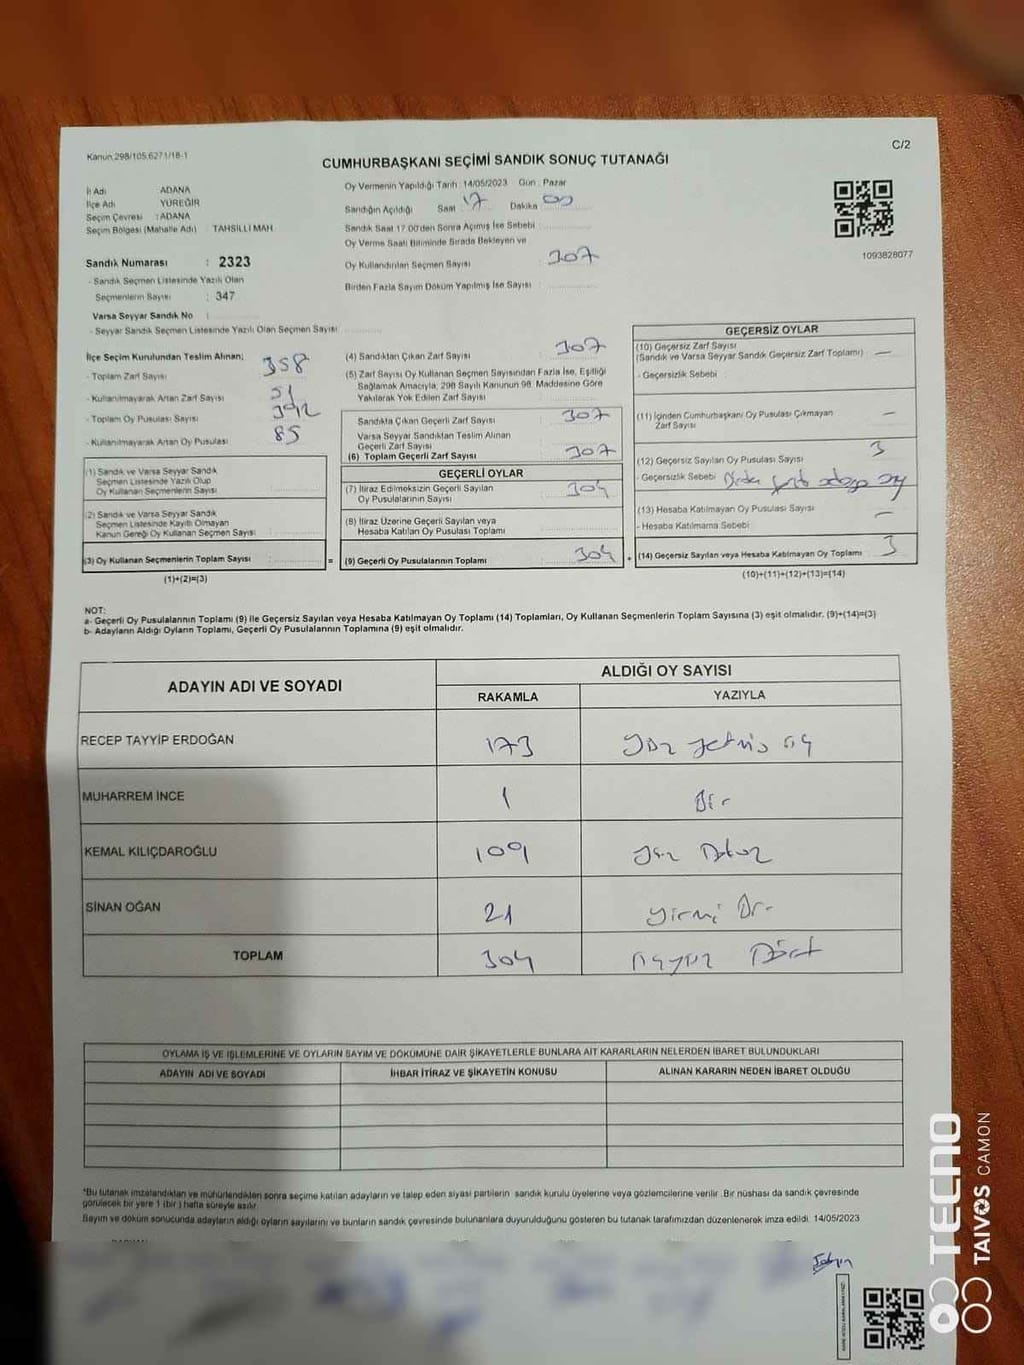 Kanun:298/105,6271/18-1
C/2
CUMHURBAŞKANI SEÇİMİ SANDIK SONUÇ TUTANAĞI
İl Adı ADANA
İlçe Adı YÜREĞİR
Seçim Çevresi : ADANA
Seçim Bölgesi (Mahalle Adı) TAHSİLLİ MAH.
Oy Vermenin Yapıldığı Tarih :14/05/2023 Gün : Pazar
Sandığın Açıldığı Saat 17 Dakika 00
Sandık Saat 17.00'den Sonra Açımış İse Sebebi
Oy Verme Saati Bitiminde Sırada Bekleyen ve
Oy Kullandırılan Seçmen Sayısı : 307
Birden Fazla Sayım Döküm Yapılmış İse Sayısı :
1093828077
Sandık Numarası : 2323
- Sandık Seçmen Listesinde Yazılı Olan
Seçmenlerin Sayısı : 347
Varsa Seyyar Sandık No :
- Seyyar Sandık Seçmen Listesinde Yazılı Olan Seçmen Sayısı
İlçe Seçim Kurulundan Teslim Alınan;
- Toplam Zarf Sayısı 358
- Kullanılmayarak Artan Zarf Sayısı 51
- Toplam Oy Pusulası Sayısı 392
- Kullanılmayarak Artan Oy Pusulası 85
(1) Sandık ve Varsa Seyyar Sandık
Seçmen Listesinde Yazılı Olup
Oy Kullanan Seçmenlerin Sayısı
(2) Sandık ve Varsa Seyyar Sandık
Seçmen Listesinde Kayıtlı Olmayan
Kanun Gereği Oy Kullanan Seçmen Sayısı
(3) Oy Kullanan Seçmenlerin Toplam Sayısı
(1)+(2)=(3)
=
(4) Sandıktan Çıkan Zarf Sayısı : 307
(5) Zarf Sayısı Oy Kullanan Seçmen Sayısından Fazla İse, Eşitliği
Sağlamak Amacıyla, 298 Sayılı Kanunun 98. Maddesine Göre
Yakılarak Yok Edilen Zarf Sayısı
Sandıkta Çıkan Geçerli Zarf Sayısı : 307
Varsa Seyyar Sandıktan Teslim Alınan
Geçerli Zarf Sayısı
(6) Toplam Geçerli Zarf Sayısı 307
GEÇERLİ OYLAR
(7) İtiraz Edilmeksizin Geçerli Sayılan
Oy Pusulalarının Sayısı 304
(8) İtiraz Üzerine Geçerli Sayılan veya
Hesaba Katılan Oy Pusulası Toplamı
(9) Geçerli Oy Pusulalarının Toplamı 304
+
GEÇERSİZ OYLAR
(10) Geçersiz Zarf Sayısı
(Sandık ve Varsa Seyyar Sandık Geçersiz Zarf Toplamı) —
- Geçersizlik Sebebi :
(11) İçinden Cumhurbaşkanı Oy Pusulası Çıkmayan
Zarf Sayısı —
(12) Geçersiz Sayılan Oy Pusulası Sayısı 3
- Geçersizlik Sebebi Birden fazla adaya oy
(13) Hesaba Katılmayan Oy Pusulası Sayısı —
- Hesaba Katılmama Sebebi
(14) Geçersiz Sayılan veya Hesaba Katılmayan Oy Toplamı 3
(10)+(11)+(12)+(13)=(14)
NOT:
a- Geçerli Oy Pusulalarının Toplamı (9) ile Geçersiz Sayılan veya Hesaba Katılmayan Oy Toplamı (14) Toplamları, Oy Kullanan Seçmenlerin Toplam Sayısına (3) eşit olmalıdır. (9)+(14)=(3)
b- Adayların Aldığı Oyların Toplamı, Geçerli Oy Pusulalarının Toplamına (9) eşit olmalıdır.
ADAYIN ADI VE SOYADI
ALDIĞI OY SAYISI
RAKAMLA YAZIYLA
RECEP TAYYİP ERDOĞAN 173 Yüz yetmiş üç
MUHARREM İNCE 1 Bir
KEMAL KILIÇDAROĞLU 109 yüz Dokuz
SİNAN OĞAN 21 yirmi Bir
TOPLAM 304 üçyüz Dört
OYLAMA İŞ VE İŞLEMLERİNE VE OYLARIN SAYIM VE DÖKÜMÜNE DAİR ŞİKAYETLERLE BUNLARA AİT KARARLARIN NELERDEN İBARET BULUNDUKLARI
ADAYIN ADI VE SOYADI İHBAR İTİRAZ VE ŞİKAYETİN KONUSU ALINAN KARARIN NEDEN İBARET OLDUĞU
*Bu tutanak imzalandıktan ve mühürlendikten sonra seçime katılan adayların ve talep eden siyasi partilerin sandık kurulu üyelerine veya gözlemcilerine verilir .Bir nüshası da sandık çevresinde
görülecek bir yere 1 (bir) hafta süreyle asılır.
Sayım ve döküm sonucunda adayların aldığı oyların sayılarını ve bunların sandık çevresinde bulunanlara duyurulduğunu gösteren bu tutanak tarafımızdan düzenlenerek imza edildi. 14/05/2023
TECNO
TAIVOS CAMON